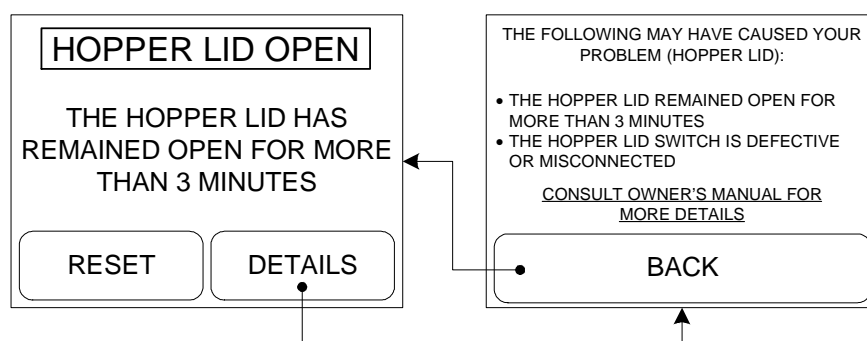 HOPPER LID OPEN
THE HOPPER LID HAS
REMAINED OPEN FOR MORE
THAN 3 MINUTES
RESET
DETAILS
THE FOLLOWING MAY HAVE CAUSED YOUR
PROBLEM (HOPPER LID):
• THE HOPPER LID REMAINED OPEN FOR
MORE THAN 3 MINUTES
• THE HOPPER LID SWITCH IS DEFECTIVE
OR MISCONNECTED
CONSULT OWNER'S MANUAL FOR
MORE DETAILS
BACK